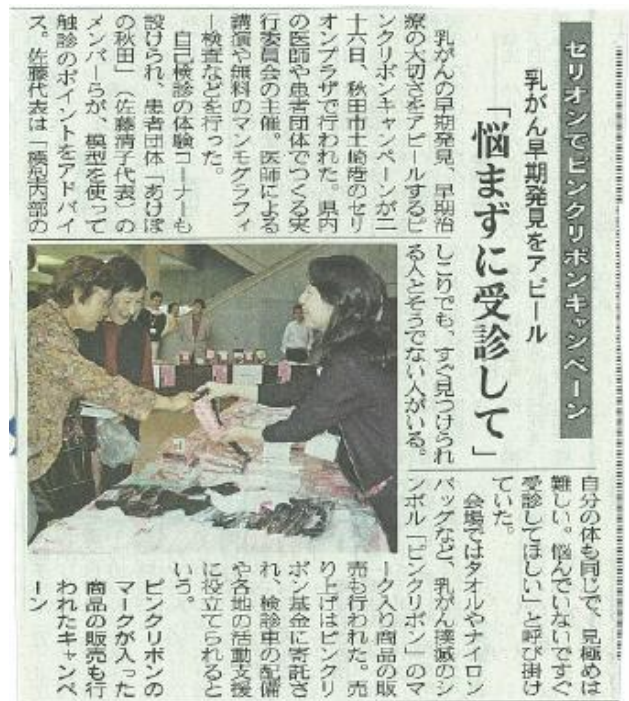 セリオンでピンクリボンキャンペーン
乳がん早期発見をアピール
「悩まずに受診して」
乳がんの早期発見、早期治
療の大切さをアピールするピ
ンクリボンキャンペーンが二
十六日、秋田市土崎港のセリ
オンプラザで行われた。県内
の医師や患者団体でつくる実
行委員会の主催。医師による
講演や無料のマンモグラフィ
ー検査などを行った。
自己検診の体験コーナーも
設けられ、患者団体「あけぼ
の秋田」（佐藤清子代表）の
メンバーらが、模型を使って
触診のポイントをアドバイ
ス。佐藤代表は「模型内部の
しこりでも、すぐ見つけられ
る人とそうでない人がいる。
自分の体も同じで、見極めは
難しい。悩んでいないですぐ
受診してほしい」と呼び掛け
ていた。
会場ではタオルやナイロン
バッグなど、乳がん撲滅のシ
ンボル「ピンクリボン」のマ
ーク入り商品の販
売も行われた。売
り上げはピンクリ
ボン基金に寄託さ
れ、検診車の配備
や各地の活動支援
に役立てられると
いう。
ピンクリボンの
マークが入った
商品の販売も行
われたキャンペ
ーン